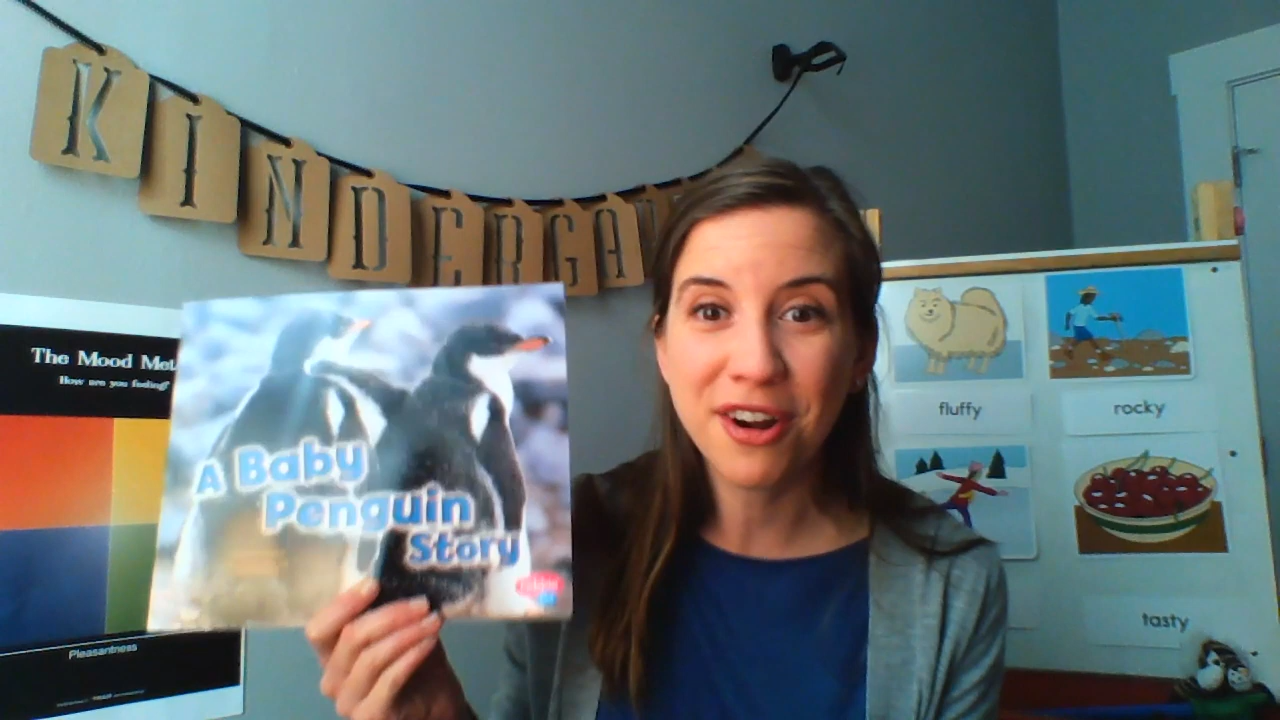 KINDERGA
The Mood Met
How are you feeling?
A Baby
Penguin
Story
fluffy
rocky
tasty
Pleasantness